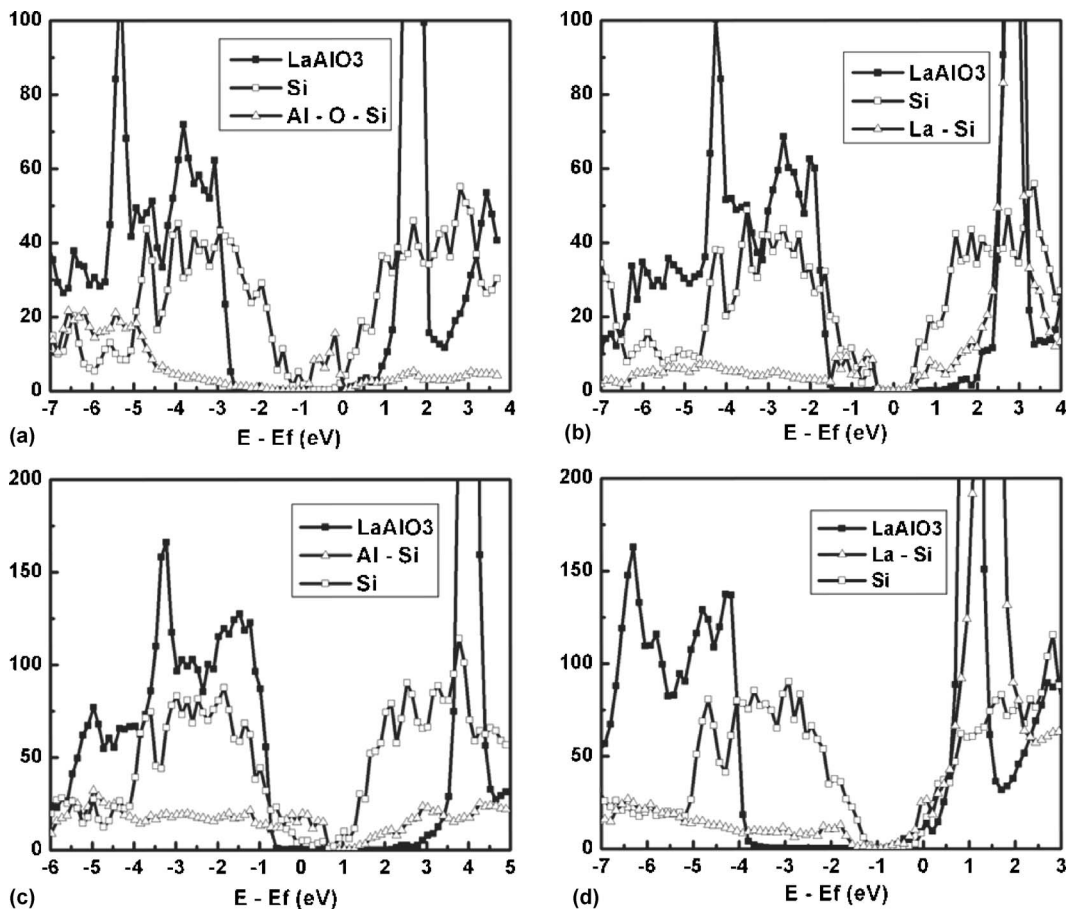 100
80
60
40
20
0
LaAlO3
Si
Al - O - Si
-7 -6 -5 -4 -3 -2 -1 0 1 2 3 4
(a)
E - Ef (eV)
100
80
60
40
20
0
LaAlO3
Si
La - Si
-7 -6 -5 -4 -3 -2 -1 0 1 2 3 4
(b)
E - Ef (eV)
200
150
100
50
0
LaAlO3
Al - Si
Si
-6 -5 -4 -3 -2 -1 0 1 2 3 4 5
(c)
E - Ef (eV)
200
150
100
50
0
LaAlO3
La - Si
Si
-7 -6 -5 -4 -3 -2 -1 0 1 2 3
(d)
E - Ef (eV)